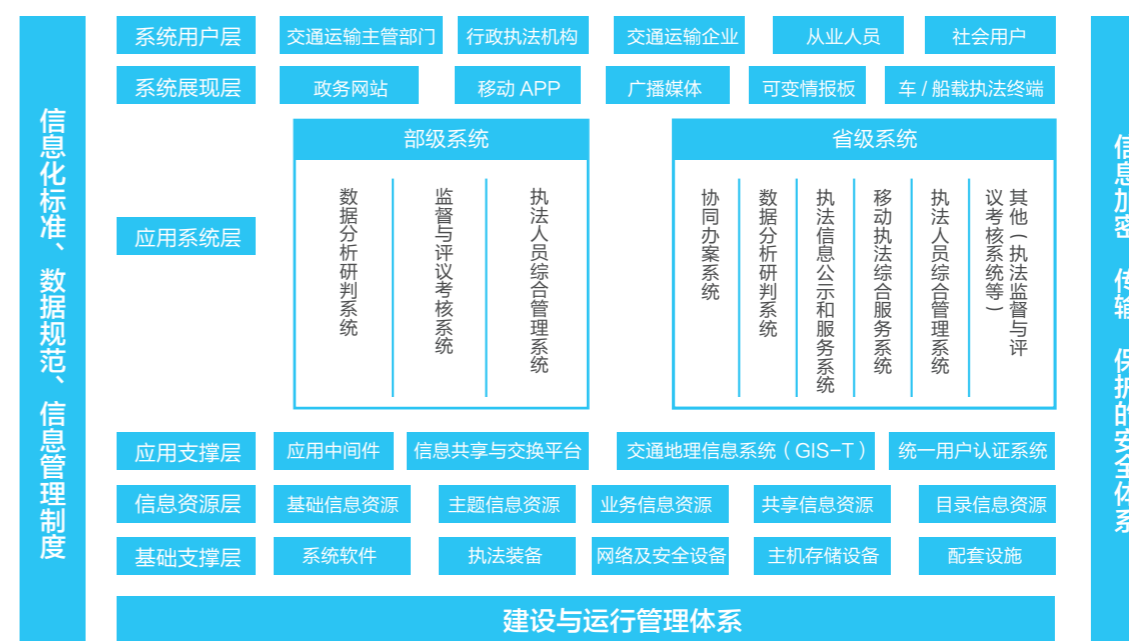 信息化标准、数据规范、信息管理制度
系统用户层
交通运输主管部门
行政执法机构
交通运输企业
从业人员
社会用户
系统展现层
政务网站
移动 APP
广播媒体
可变情报板
车 / 船载执法终端
应用系统层
部级系统
数据分析研判系统
监督与评议考核系统
执法人员综合管理系统
省级系统
协同办案系统
数据分析研判系统
执法信息公示和服务系统
移动执法综合服务系统
执法人员综合管理系统
其他（执法监督与评
议考核系统等）
应用支撑层
应用中间件
信息共享与交换平台
交通地理信息系统（GIS-T）
统一用户认证系统
信息资源层
基础信息资源
主题信息资源
业务信息资源
共享信息资源
目录信息资源
基础支撑层
系统软件
执法装备
网络及安全设备
主机存储设备
配套设施
建设与运行管理体系
信息加密 传输 保护的安全体系